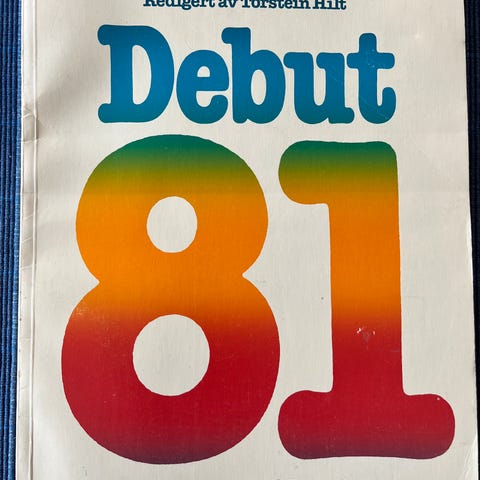 Redigert av Torstein Hilt
Debut
81